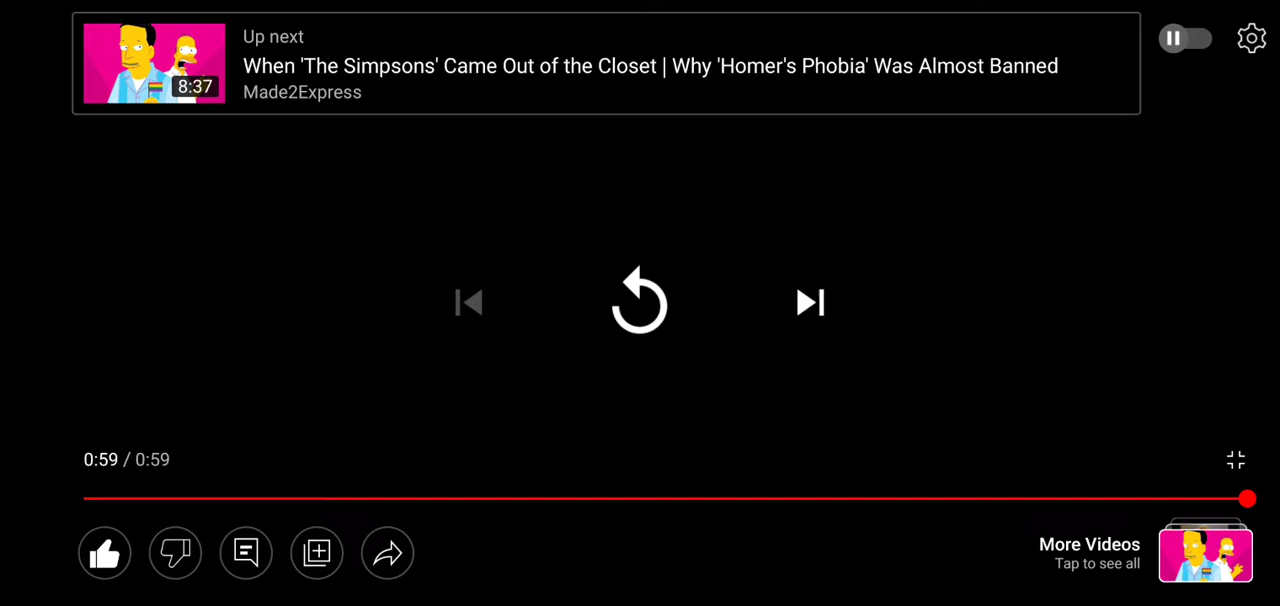 Up next
When 'The Simpsons' Came Out of the Closet | Why 'Homer's Phobia' Was Almost Banned
8:37
Made2Express
0:59 / 0:59
More Videos
Tap to see all